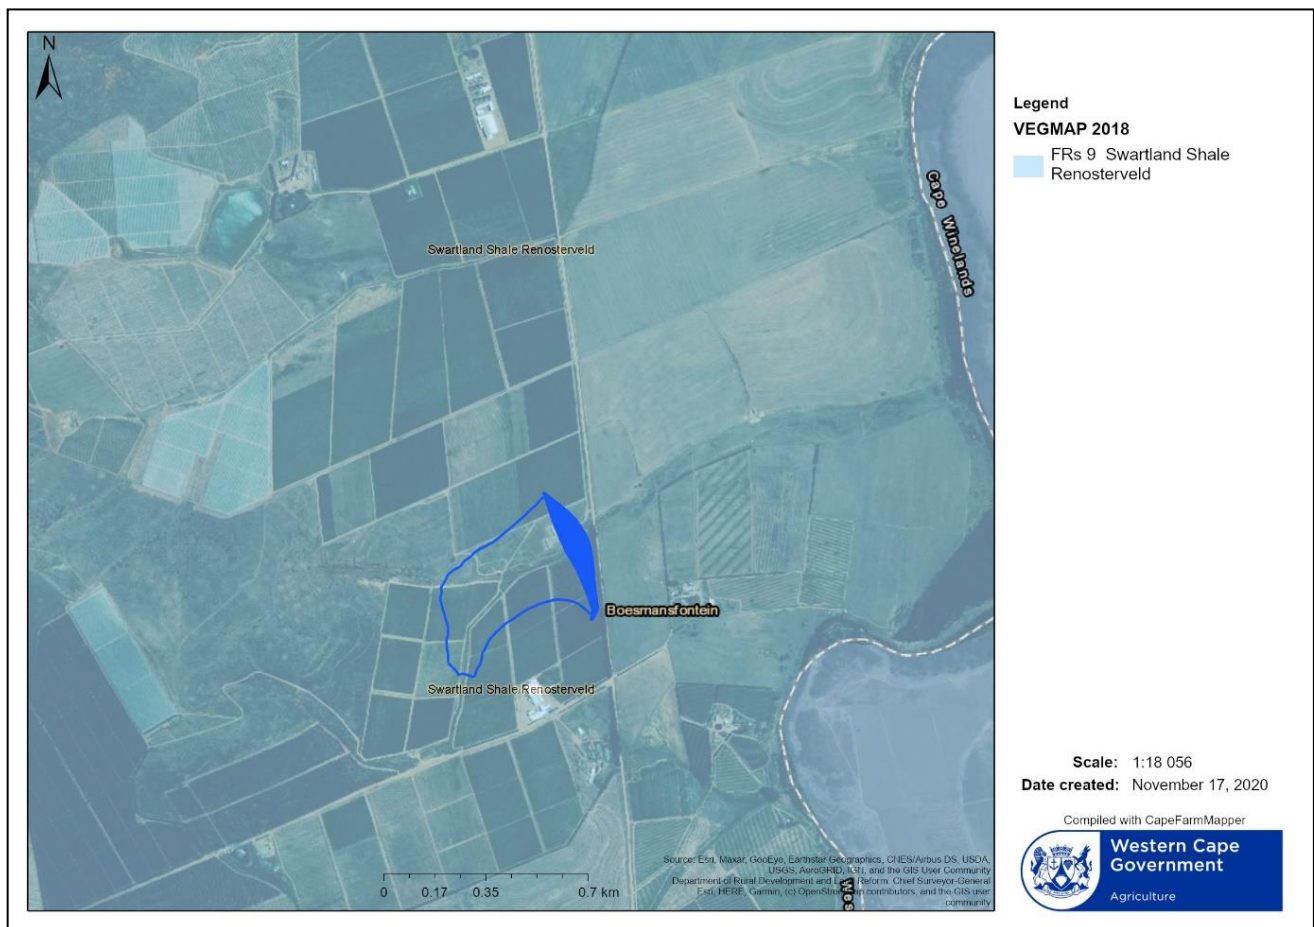 N
Swartland Shale Renosterveld
Cape Winelands
Boesmansfontein
Swartland Shale Renosterveld
0 0.17 0.35 0.7 km
Source: Esri, Maxar, GeoEye, Earthstar Geographics, CNES/Airbus DS, USDA,
USGS, AeroGRID, IGN, and the GIS User Community
Department of Rural Development and Land Reform: Chief Surveyor-General
Esri, HERE, Garmin, (c) OpenStreetMap contributors, and the GIS user
community
Legend
VEGMAP 2018
FRs 9 Swartland Shale
Renosterveld
Scale: 1:18 056
Date created: November 17, 2020
Compiled with CapeFarmMapper
Western Cape
Government
Agriculture